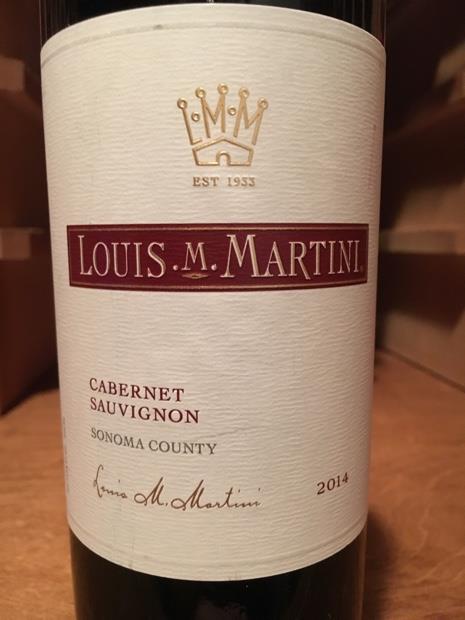 L·M·M
EST 1933
LOUIS·M·MARTINI
CABERNET
SAUVIGNON
SONOMA COUNTY
Louis M. Martini
2014